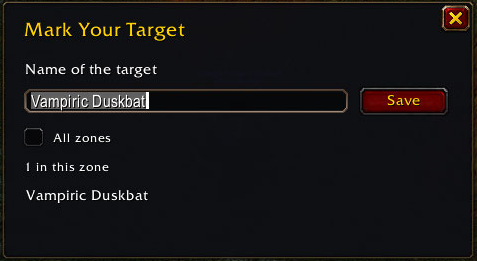 Mark Your Target
Name of the target
Vampiric Duskbat
Save
All zones
1 in this zone
Vampiric Duskbat